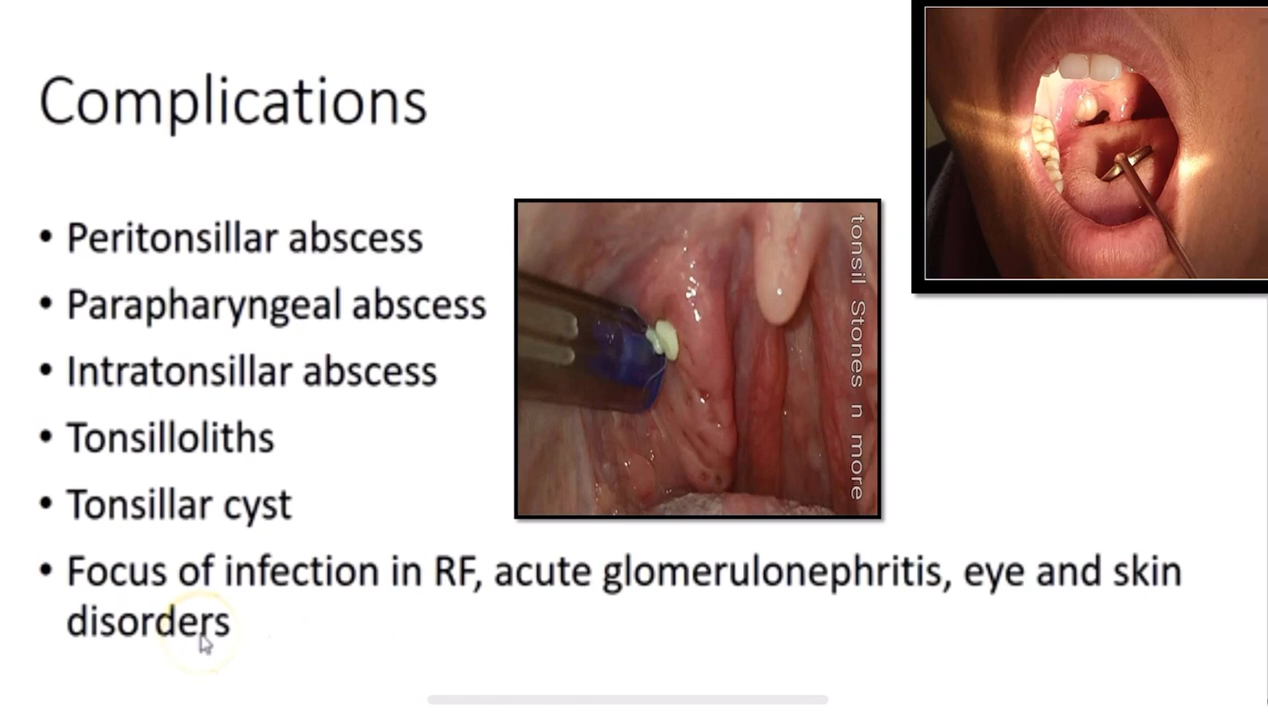 Complications
• Peritonsillar abscess
• Parapharyngeal abscess
• Intratonsillar abscess
• Tonsilloliths
• Tonsillar cyst
• Focus of infection in RF, acute glomerulonephritis, eye and skin
disorders
tonsil Stones n more